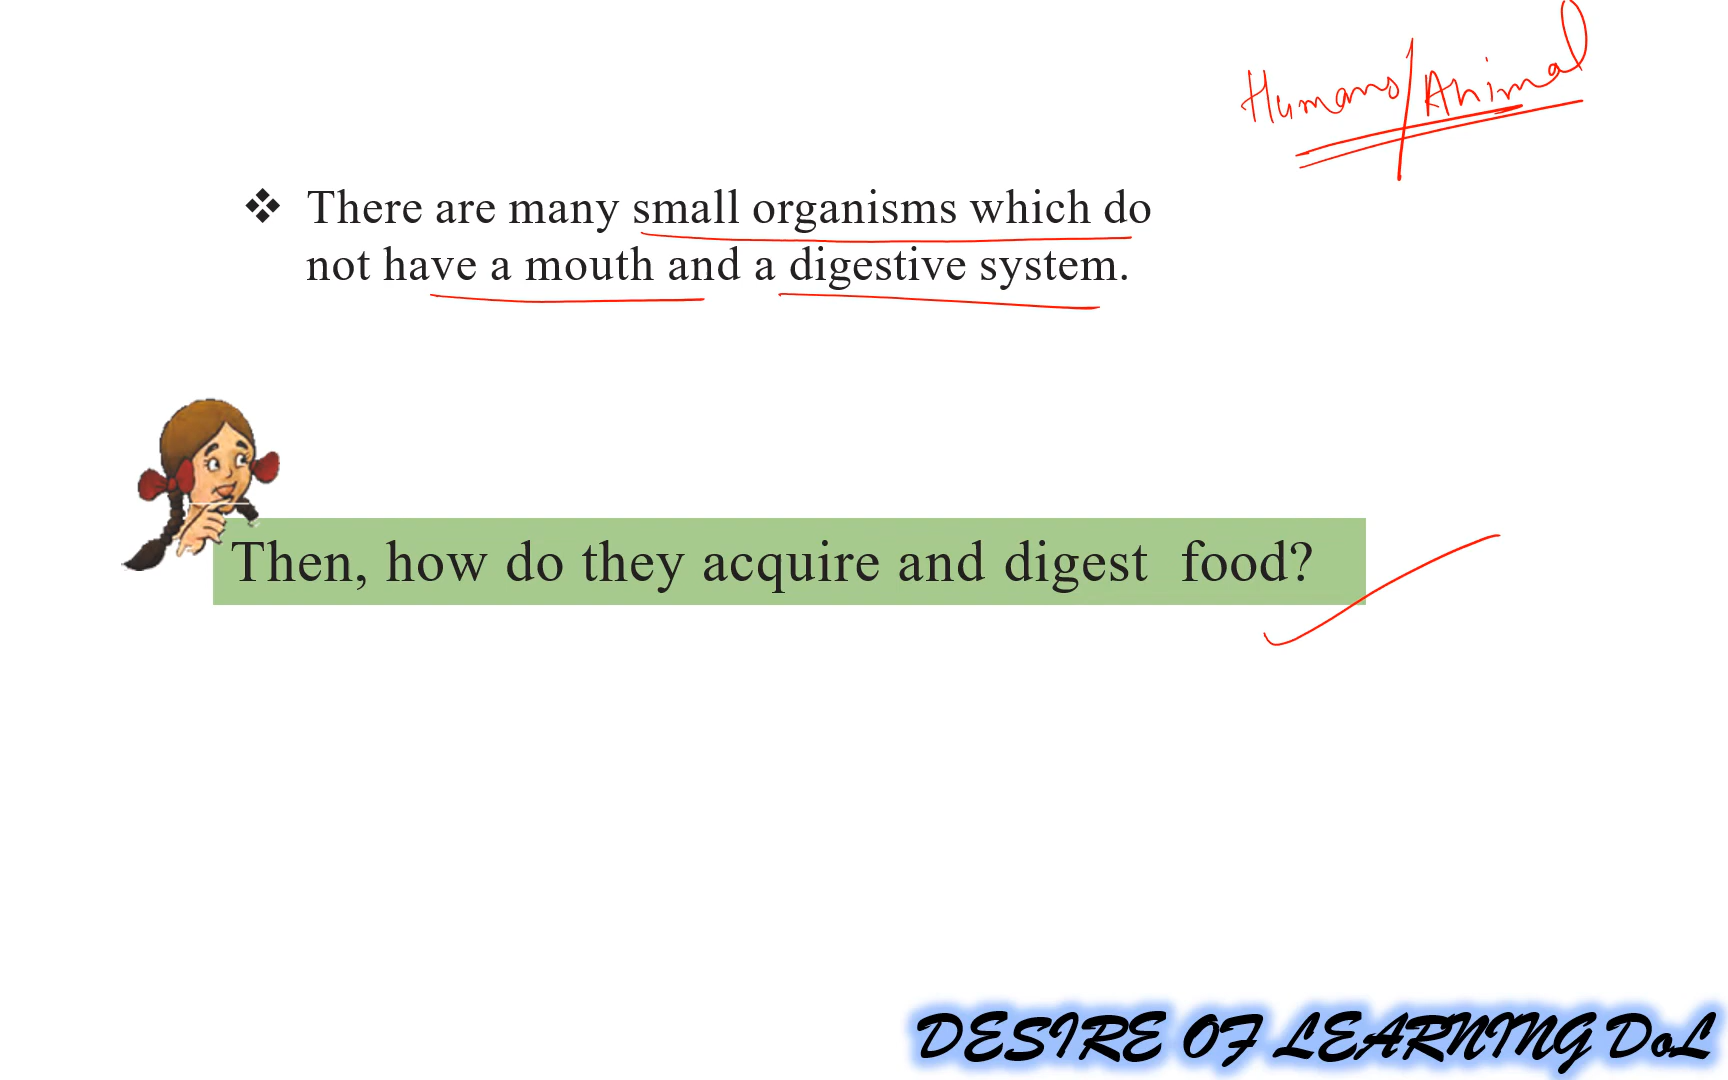 Humans/Animal
❖ There are many small organisms which do
not have a mouth and a digestive system.
Then, how do they acquire and digest food?
DESIRE OF LEARNING DoL